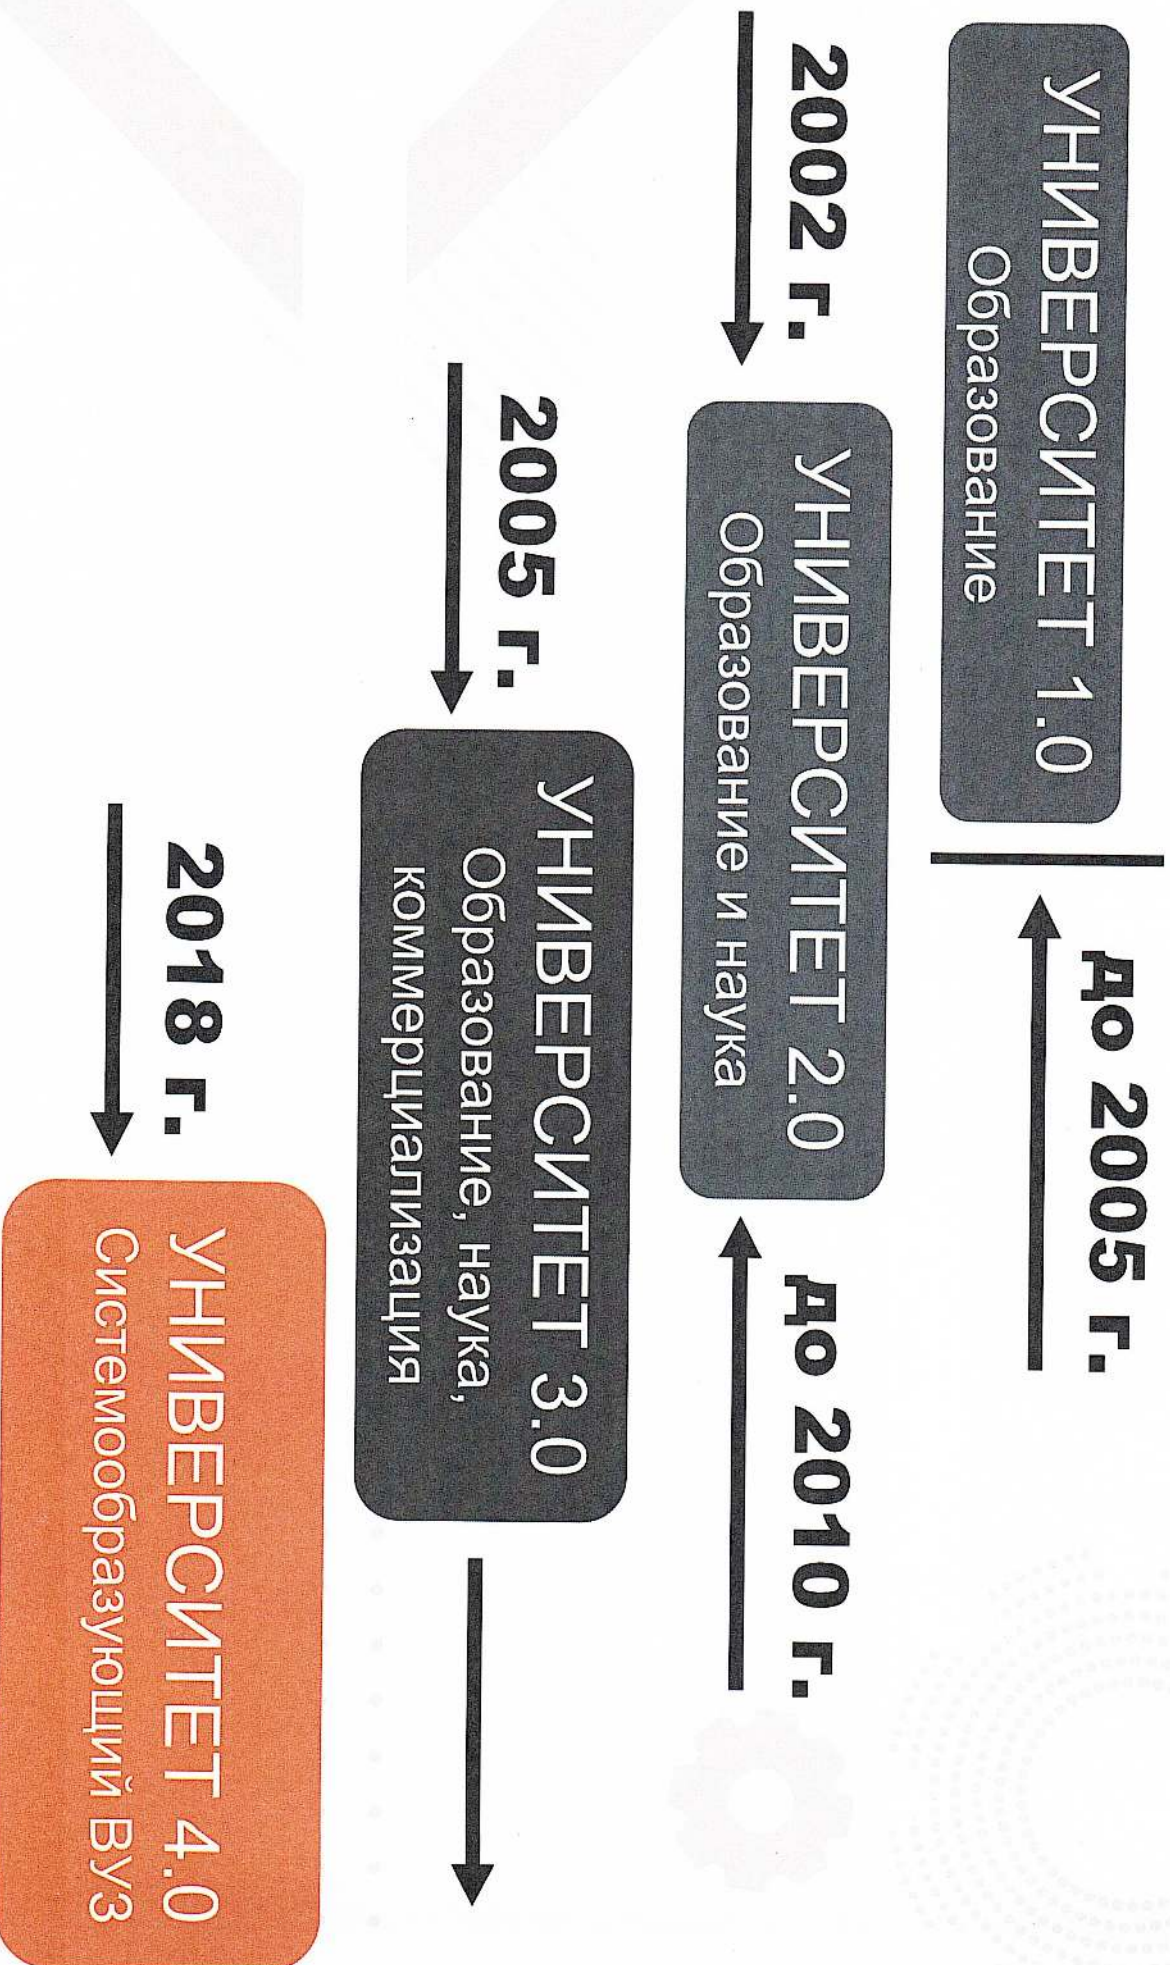 УНИВЕРСИТЕТ 1.0
Образование
до 2005 г.
2002 г.
УНИВЕРСИТЕТ 2.0
Образование и наука
до 2010 г.
2005 г.
УНИВЕРСИТЕТ 3.0
Образование, наука,
коммерциализация
2018 г.
УНИВЕРСИТЕТ 4.0
Системообразующий ВУЗ